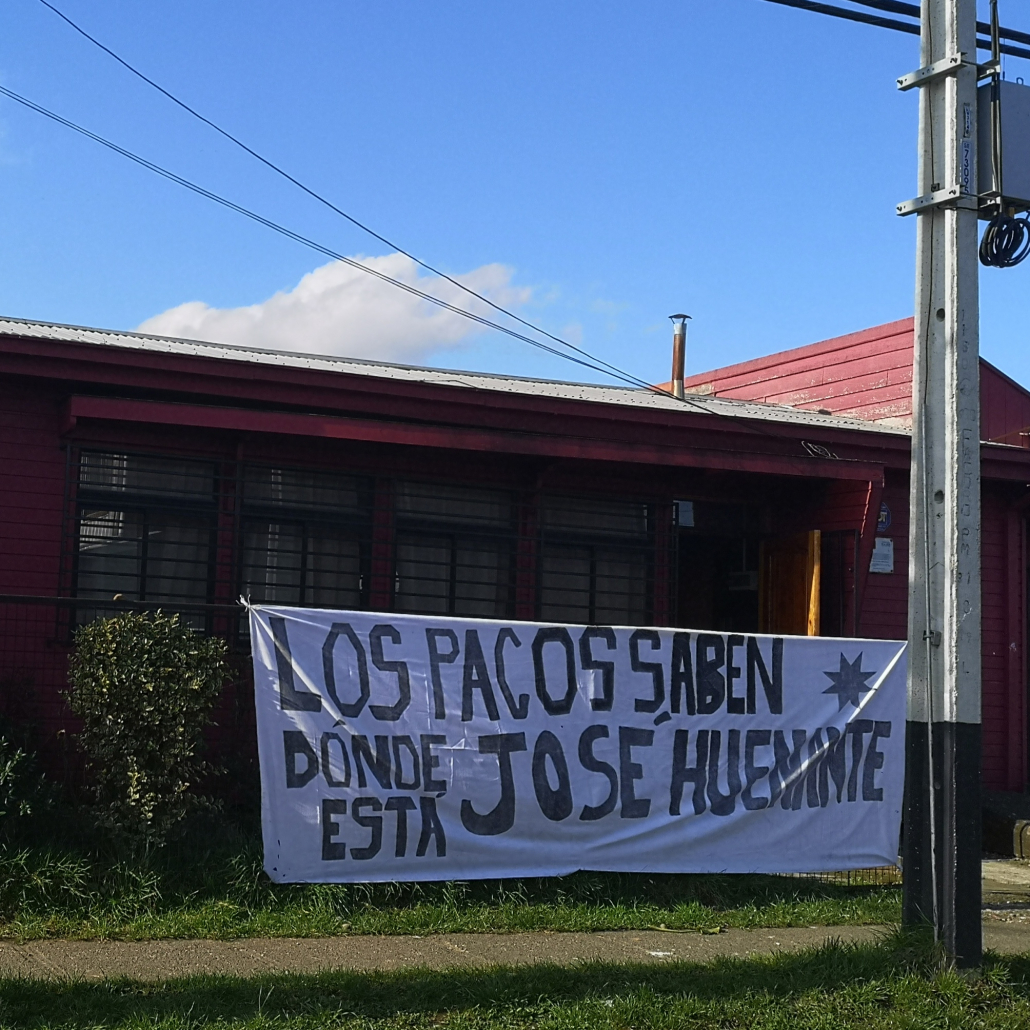 LOS PACOS SABEN
DÓNDE JOSÉ HUENANTE
ESTÁ